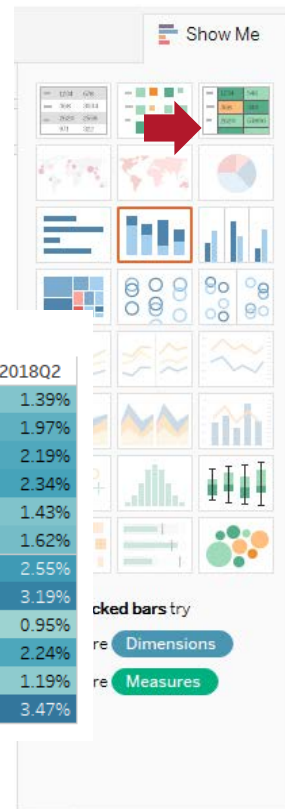 Show Me
2018Q2
1.39%
1.97%
2.19%
2.34%
1.43%
1.62%
2.55%
3.19%
0.95%
2.24%
1.19%
3.47%
cked bars try
re Dimensions
re Measures